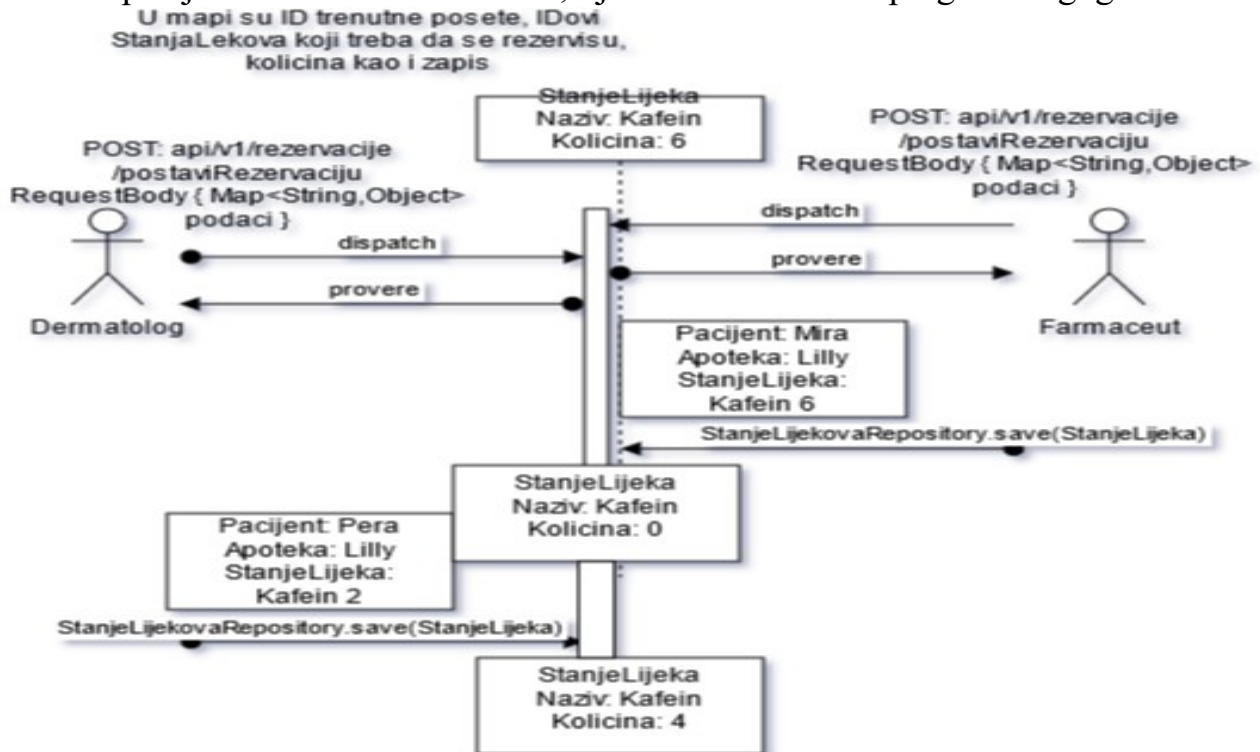 U mapi su ID trenutne posete, IDovi
StanjaLekova koji treba da se rezervisu,
kolicina kao i zapis
StanjeLijeka
Naziv: Kafein
Kolicina: 6
POST: api/v1/rezervacije
/postaviRezervaciju
RequestBody { Map<String,Object>
podaci }
POST: api/v1/rezervacije
/postaviRezervaciju
RequestBody { Map<String,Object>
podaci }
dispatch
dispatch
provere
provere
Dermatolog
Farmaceut
Pacijent: Mira
Apoteka: Lilly
StanjeLijeka:
Kafein 6
StanjeLijekovaRepository.save(StanjeLijeka)
StanjeLijeka
Naziv: Kafein
Kolicina: 0
Pacijent: Pera
Apoteka: Lilly
StanjeLijeka:
Kafein 2
StanjeLijekovaRepository.save(StanjeLijeka)
StanjeLijeka
Naziv: Kafein
Kolicina: 4